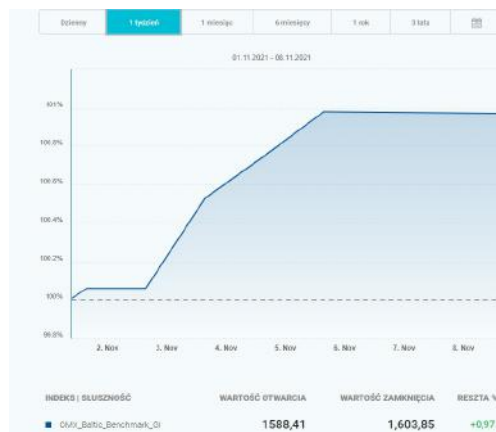 Dzienny 1 tydzień 1 miesiąc 6 miesięcy 1 rok 3 lata
01.11.2021 - 08.11.2021
101%
100.8%
100.6%
100.4%
100.2%
100%
99.8%
2. Nov 3. Nov 4. Nov 5. Nov 6. Nov 7. Nov 8. Nov
INDEKS | SŁUSZNOŚĆ WARTOŚĆ OTWARCIA WARTOŚĆ ZAMKNIĘCIA RESZTA %
OMX_Baltic_Benchmark_GI 1588,41 1,603,85 +0,97